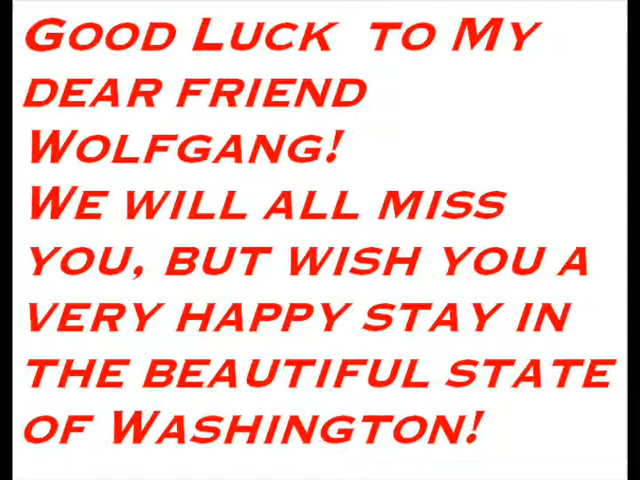 Good Luck to My
dear friend
Wolfgang!
We will all miss
you, but wish you a
very happy stay in
the beautiful state
of Washington!